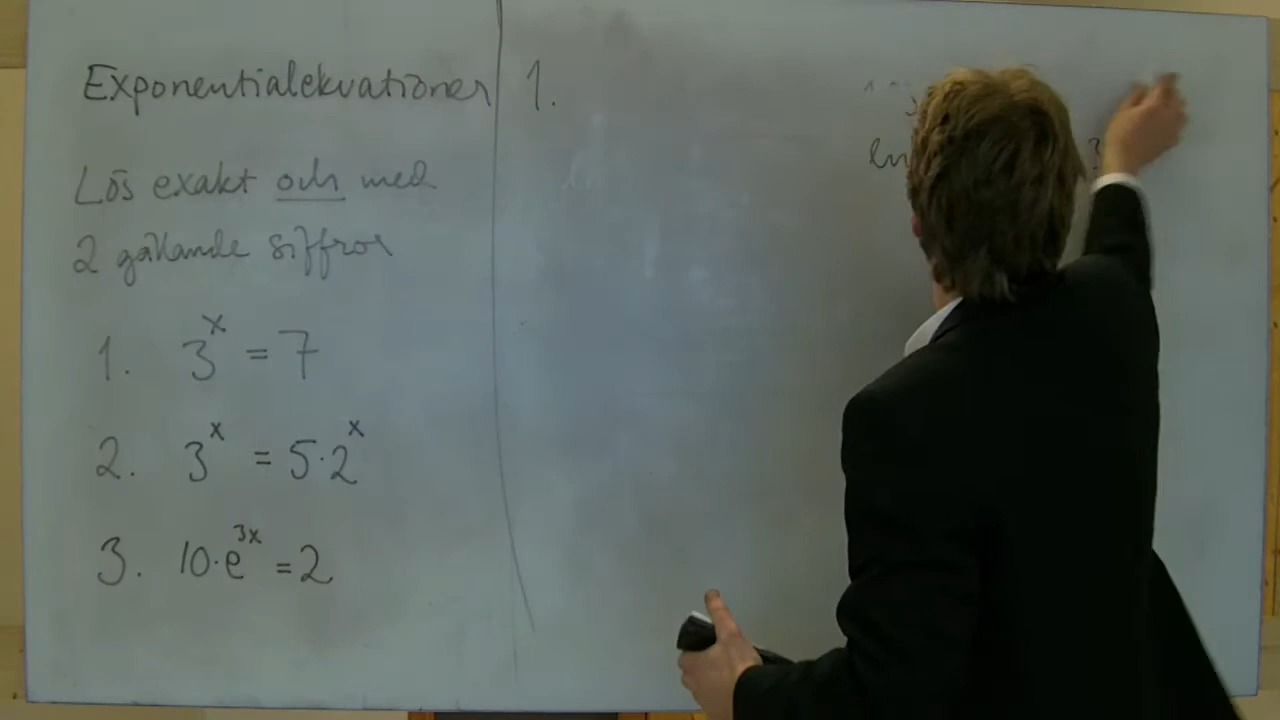 Exponentialekvationer
Lös exakt och med
2 gällande siffror
1. 3^x = 7
2. 3^x = 5·2^x
3. 10·e^3x = 2
1.